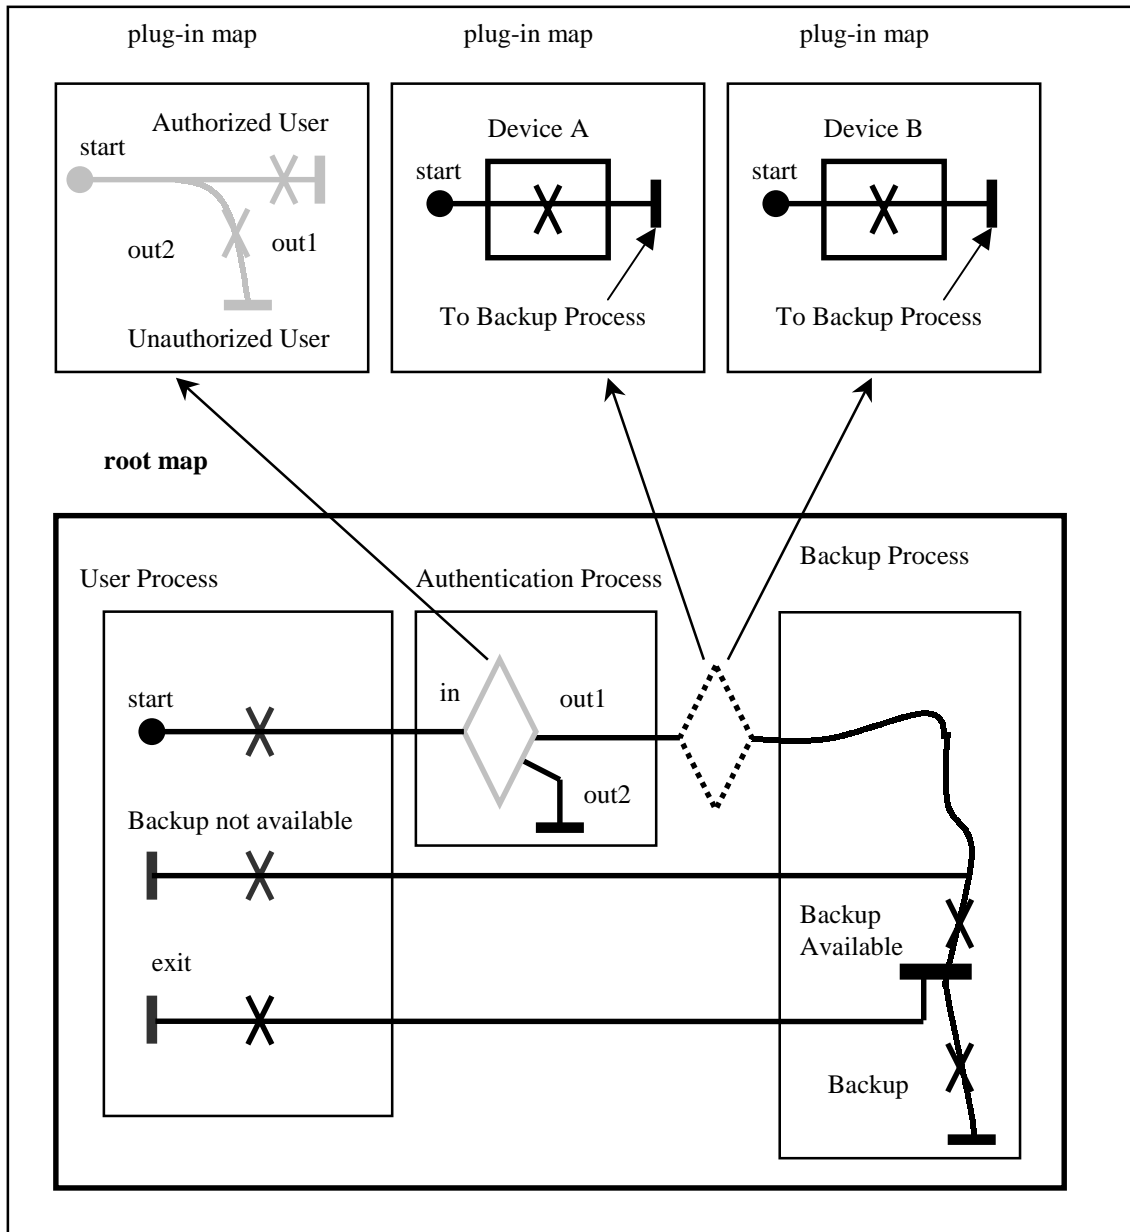 plug-in map
plug-in map
plug-in map
Authorized User
start
out2
out1
Unauthorized User
Device A
start
To Backup Process
Device B
start
To Backup Process
root map
User Process
Authentication Process
Backup Process
start
in
out1
out2
Backup not available
Backup
Available
exit
Backup